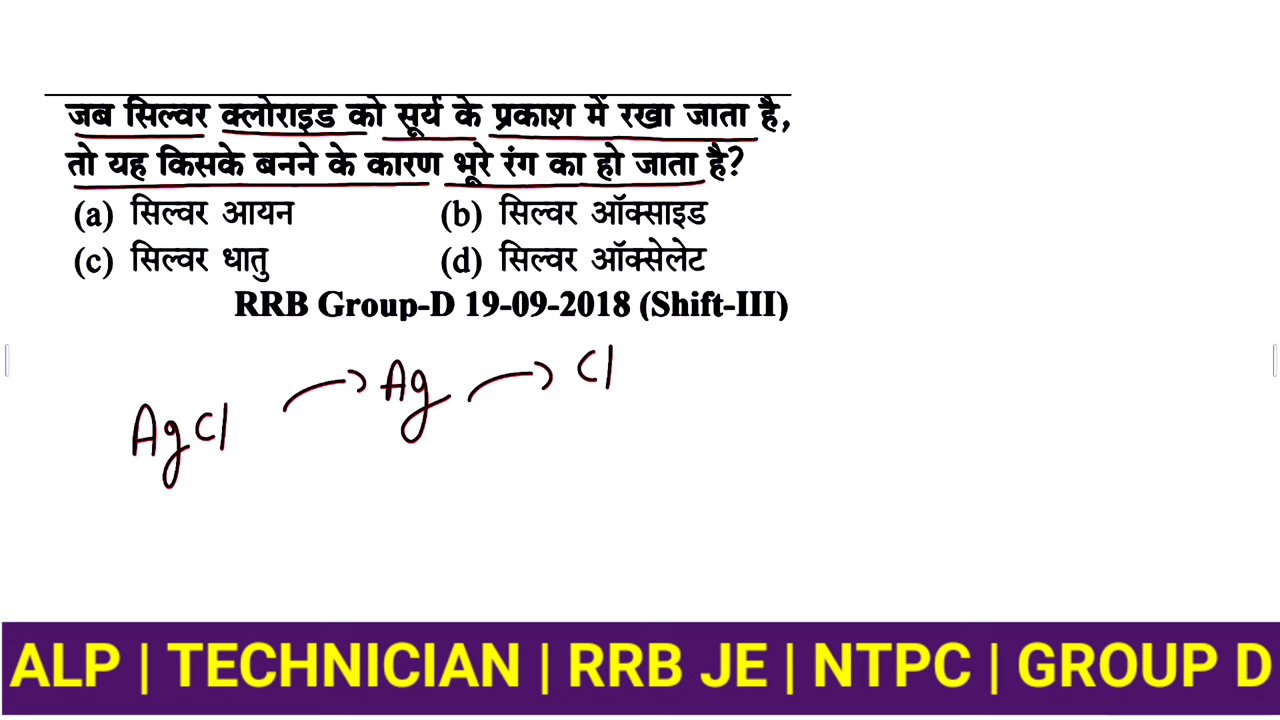 जब सिल्वर क्लोराइड को सूर्य के प्रकाश में रखा जाता है,
तो यह किसके बनने के कारण भूरे रंग का हो जाता है?
(a) सिल्वर आयन (b) सिल्वर ऑक्साइड
(c) सिल्वर धातु (d) सिल्वर ऑक्सेलेट
RRB Group-D 19-09-2018 (Shift-III)
AgCl → Ag → Cl
ALP | TECHNICIAN | RRB JE | NTPC | GROUP D